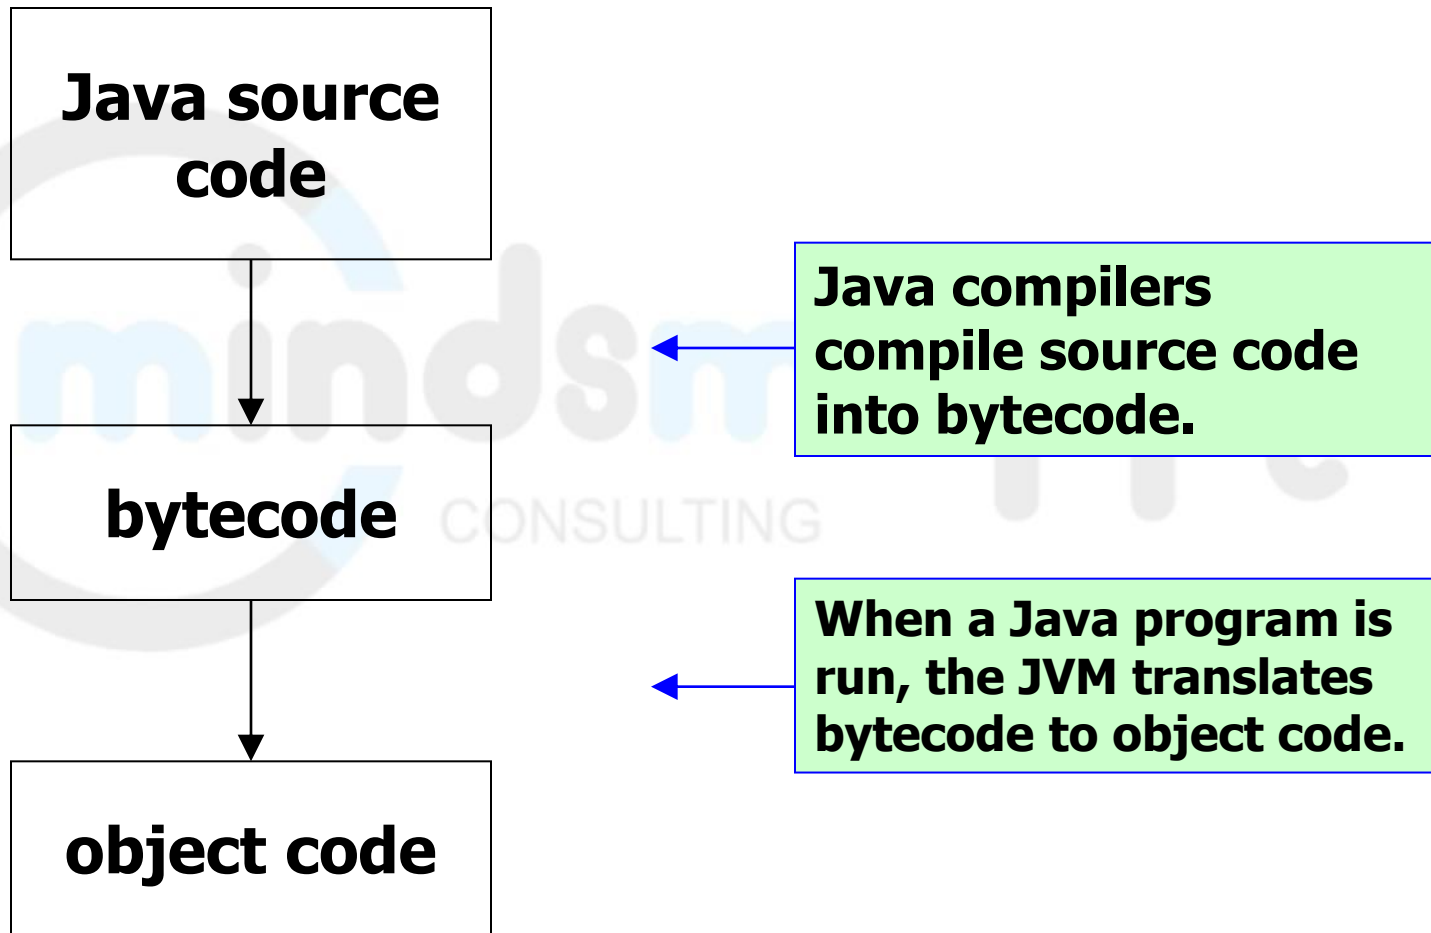 Java source
code
Java compilers
compile source code
into bytecode.
bytecode
CONSULTING
When a Java program is
run, the JVM translates
bytecode to object code.
object code